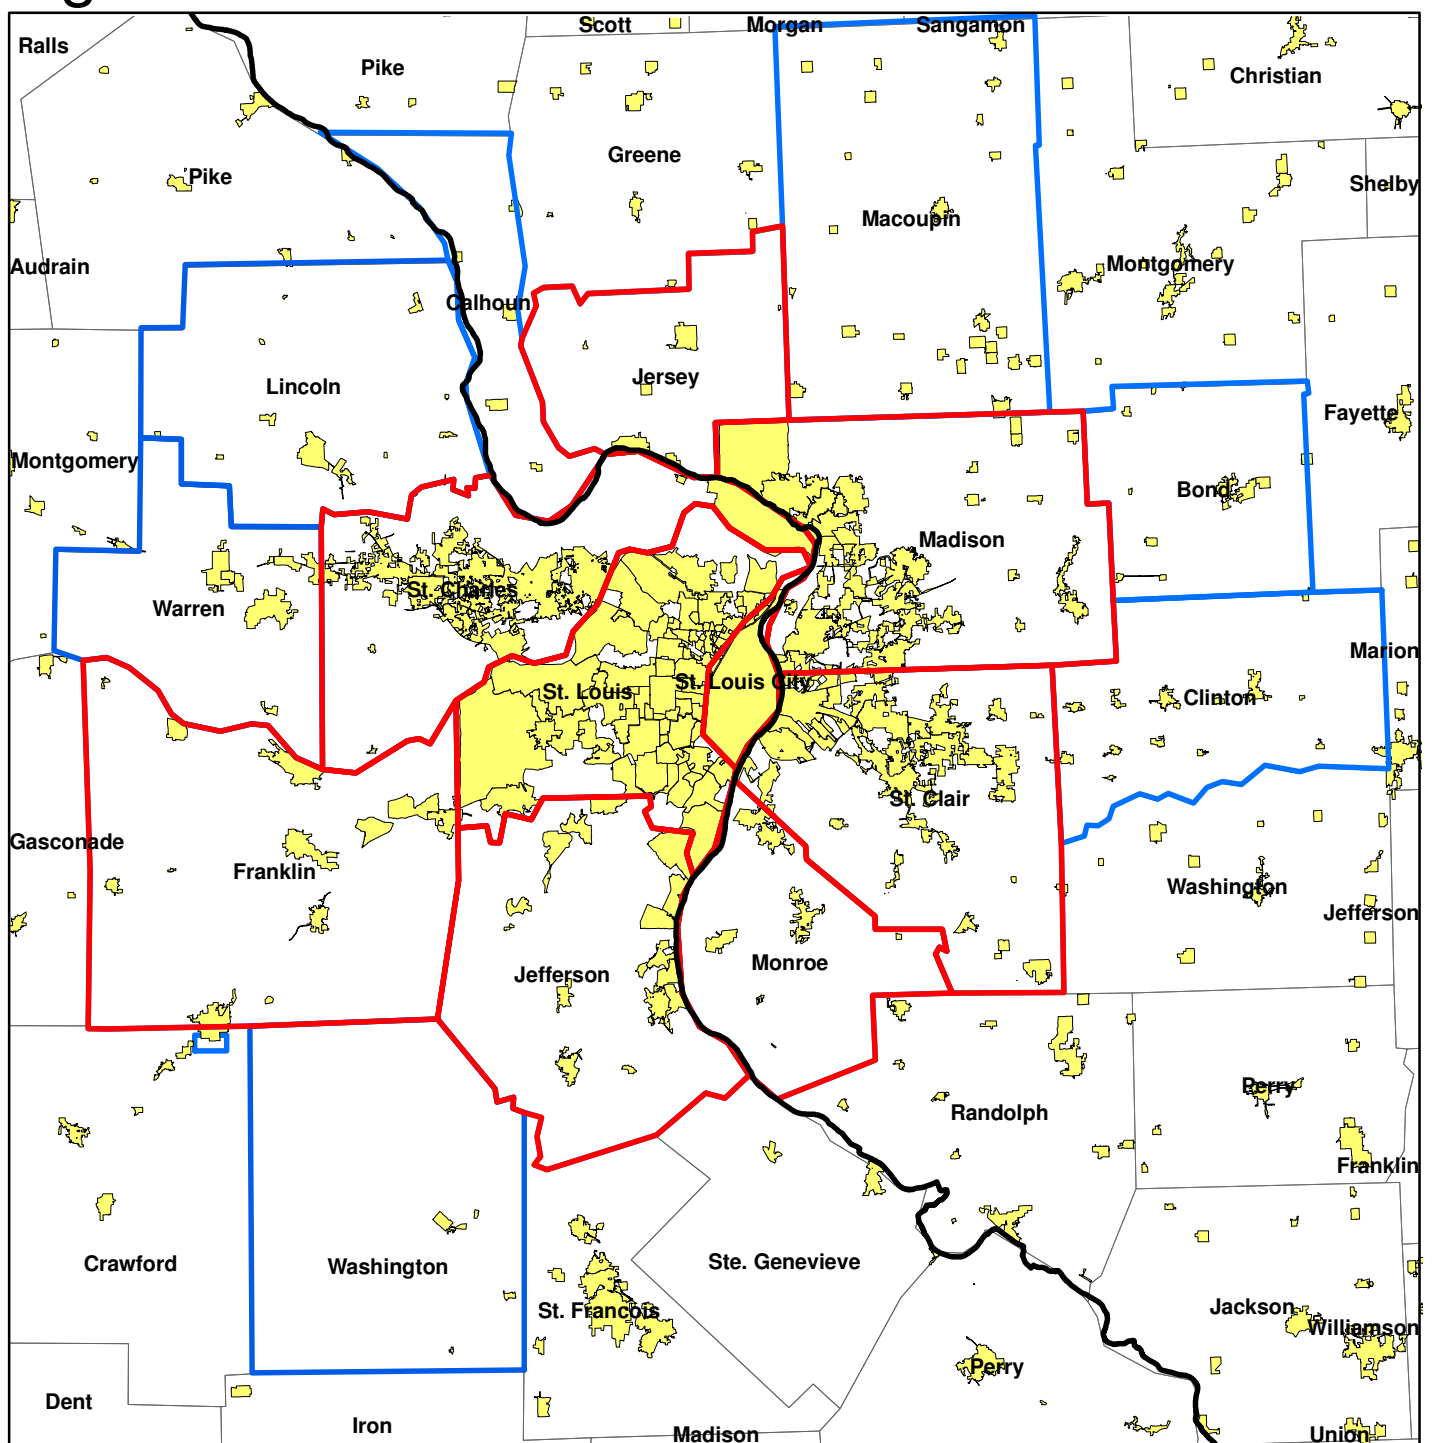 Scott
Morgan
Sangamon
Ralls
Pike
Christian
Greene
Pike
Shelby
Macoupin
Audrain
Montgomery
Calhoun
Jersey
Lincoln
Fayette
Montgomery
Bond
Madison
St. Charles
Warren
Marion
St. Louis City
St. Louis
Clinton
St. Clair
Gasconade
Franklin
Washington
Jefferson
Monroe
Jefferson
Perry
Randolph
Franklin
Crawford
Washington
Ste. Genevieve
Jackson
St. Francois
Williamson
Perry
Dent
Iron
Madison
Union